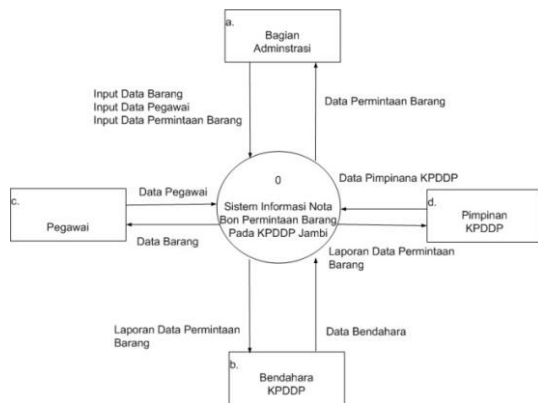 a.
Bagian
Adminstrasi
Input Data Barang
Input Data Pegawai
Input Data Permintaan Barang
Data Permintaan Barang
0
Sistem Informasi Nota
Bon Permintaan Barang
Pada KPDDP Jambi
c.
Pegawai
Data Pegawai
Data Barang
Data Pimpinana KPDDP
d.
Pimpinan
KPDDP
Laporan Data Permintaan
Barang
Laporan Data Permintaan
Barang
Data Bendahara
b.
Bendahara
KPDDP